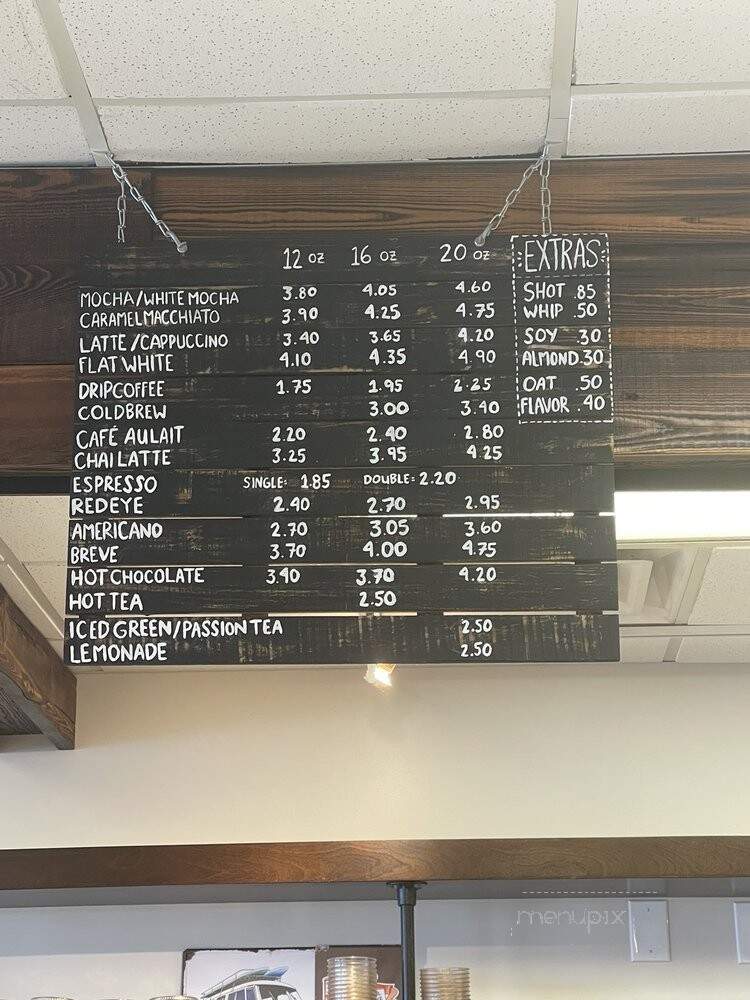 12 oz 16 oz 20 oz
MOCHA/WHITE MOCHA 3.80 4.05 4.60
CARAMEL MACCHIATO 3.90 4.25 4.75
LATTE/CAPPUCCINO 3.40 3.65 4.20
FLAT WHITE 4.10 4.35 4.90
DRIPCOFFEE 1.75 1.95 2.25
COLDBREW 3.00 3.40
CAFÉ AU LAIT 2.20 2.40 2.80
CHAI LATTE 3.25 3.95 4.25
ESPRESSO SINGLE: 1.85 DOUBLE: 2.20
REDEYE 2.40 2.70 2.95
AMERICANO 2.70 3.05 3.60
BREVE 3.70 4.00 4.75
HOT CHOCOLATE 3.40 3.70 4.20
HOT TEA 2.50
ICED GREEN/PASSION TEA 2.50
LEMONADE 2.50
EXTRAS
SHOT .85
WHIP .50
SOY .30
ALMOND .30
OAT .50
FLAVOR .40
menupix